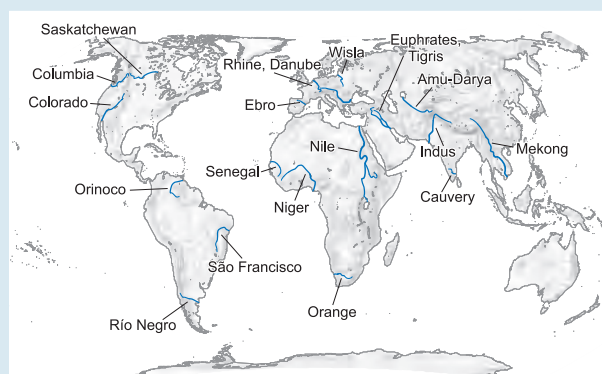 Saskatchewan
Columbia
Colorado
Orinoco
São Francisco
Río Negro
Rhine, Danube
Wisla
Ebro
Euphrates,
Tigris
Amu-Darya
Nile
Senegal
Niger
Indus
Mekong
Cauvery
Orange